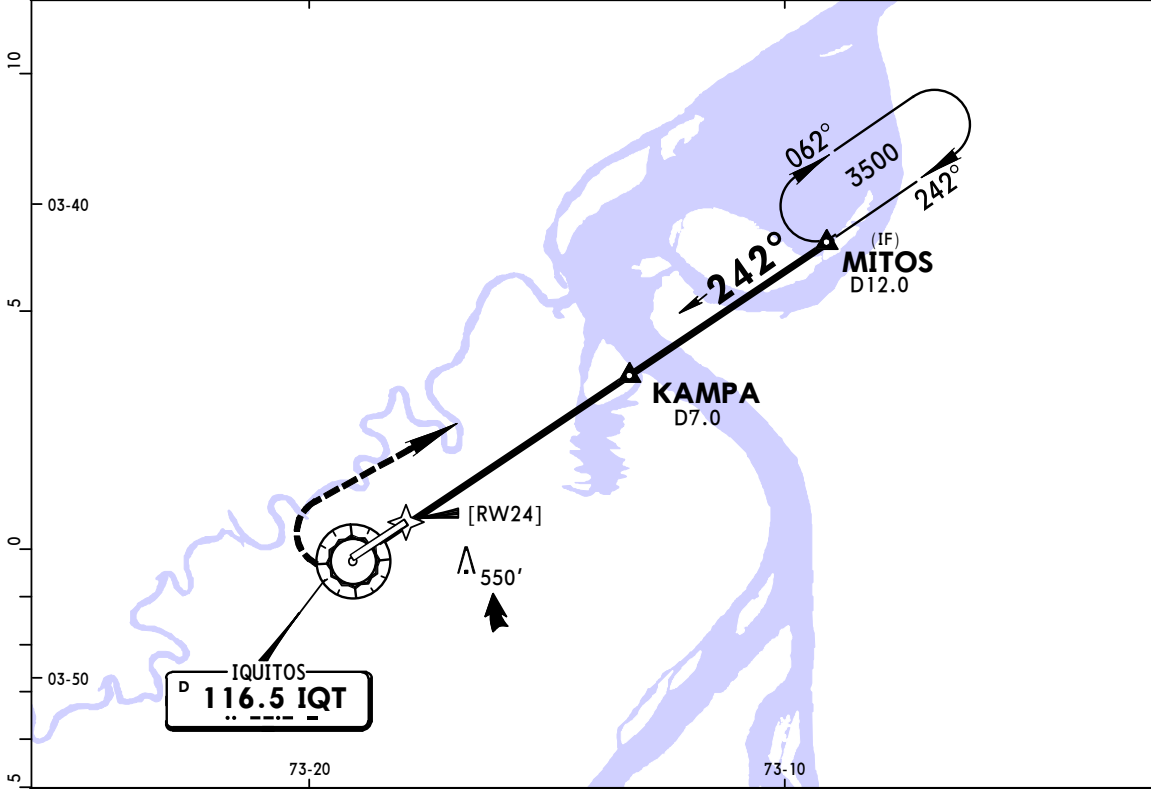 10
062°
3500
242°
03-40
242°
(IF)
MITOS
D12.0
5
KAMPA
D7.0
[RW24]
0
550'
IQUITOS
D 116.5 IQT
03-50
5
73-20
73-10